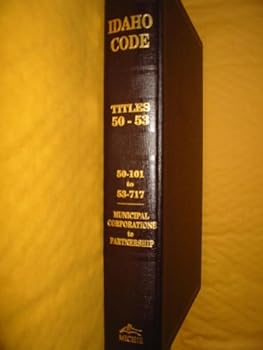 IDAHO
CODE
TITLES
50 - 53
50-101
to
53-717
MUNICIPAL
CORPORATIONS
to
PARTNERSHIP
MICHIE